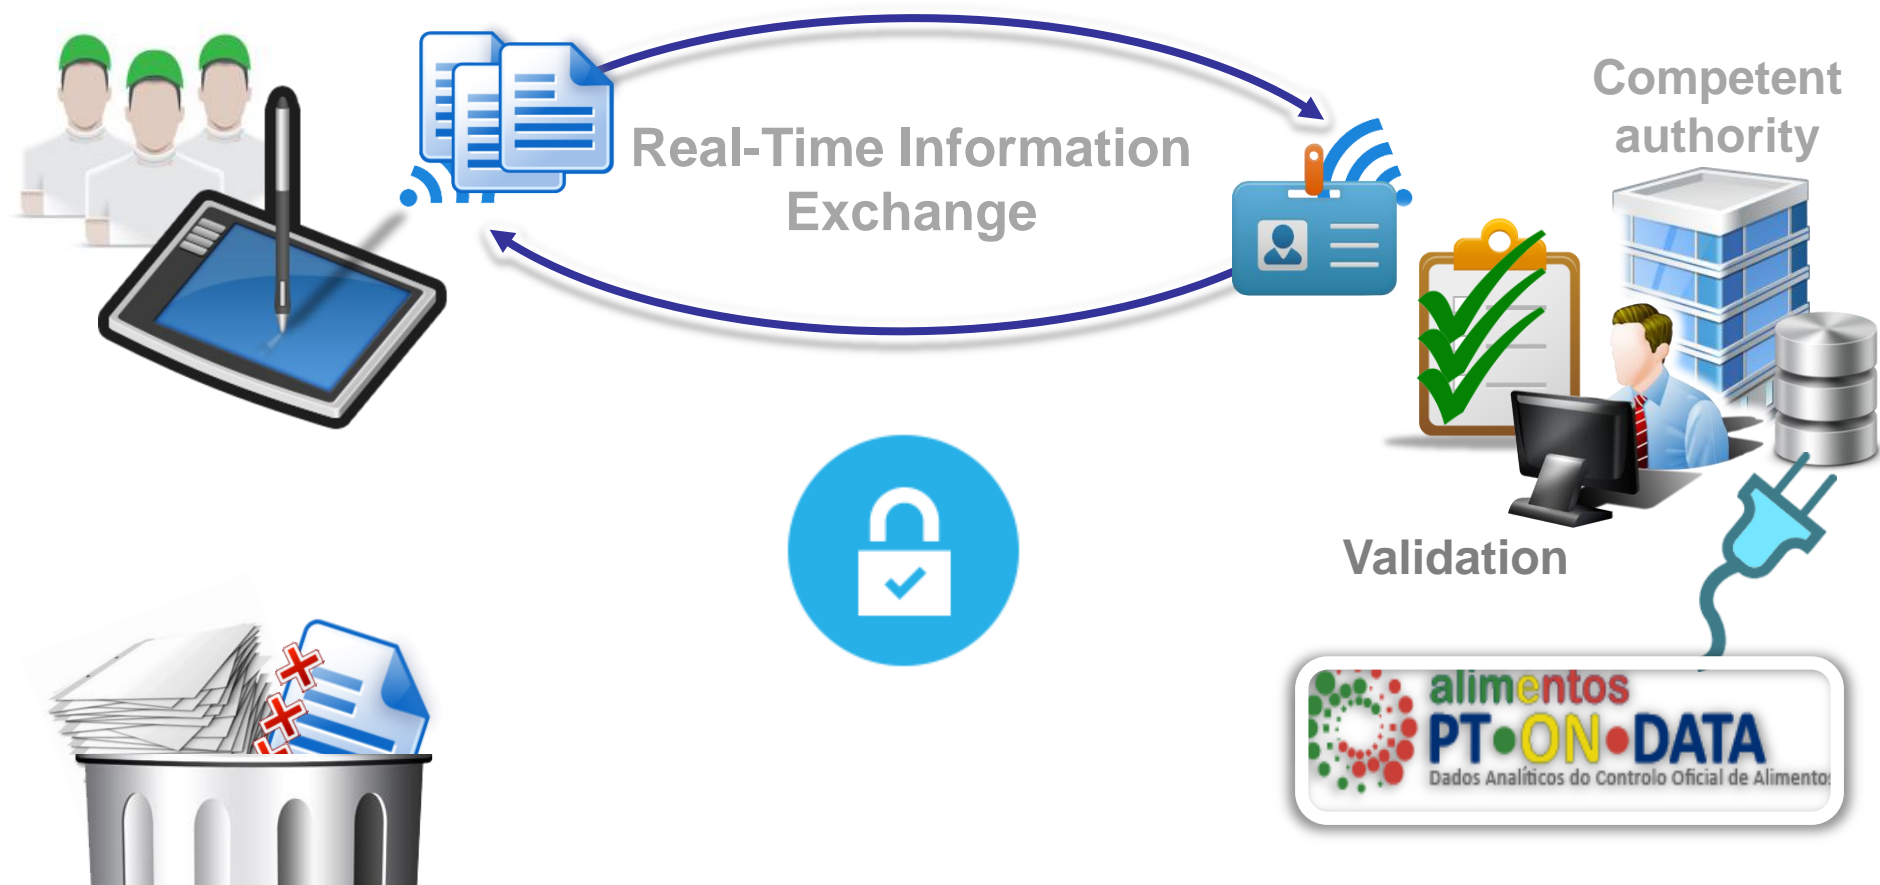 Real-Time Information
Exchange
Competent
authority
Validation
alimentos
PT•ON•DATA
Dados Analíticos do Controlo Oficial de Alimentos